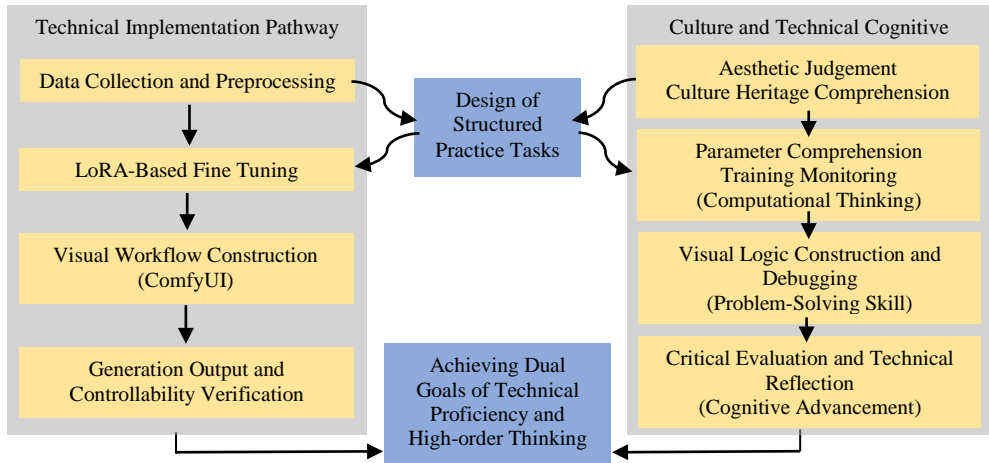 Technical Implementation Pathway
Data Collection and Preprocessing
LoRA-Based Fine Tuning
Visual Workflow Construction
(ComfyUI)
Generation Output and
Controllability Verification
Design of
Structured
Practice Tasks
Achieving Dual
Goals of Technical
Proficiency and
High-order Thinking
Culture and Technical Cognitive
Aesthetic Judgement
Culture Heritage Comprehension
Parameter Comprehension
Training Monitoring
(Computational Thinking)
Visual Logic Construction and
Debugging
(Problem-Solving Skill)
Critical Evaluation and Technical
Reflection
(Cognitive Advancement)